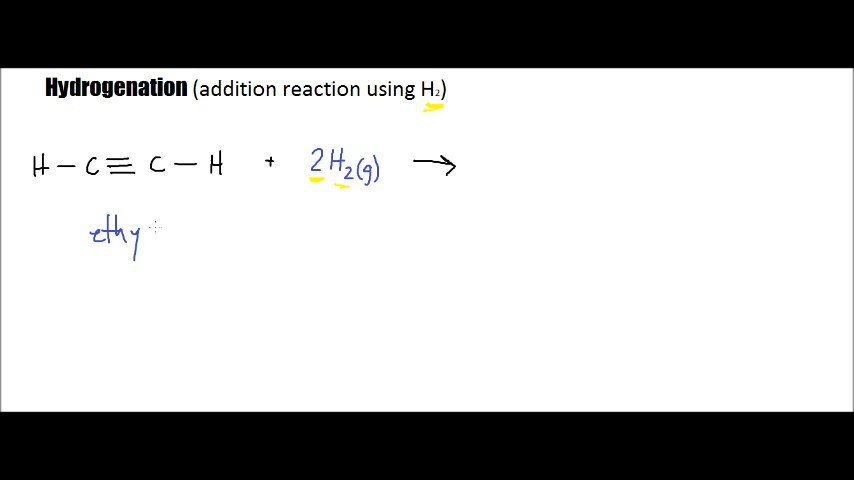 Hydrogenation (addition reaction using H₂)
H – C ≡ C – H + 2H₂(g) →
ethy